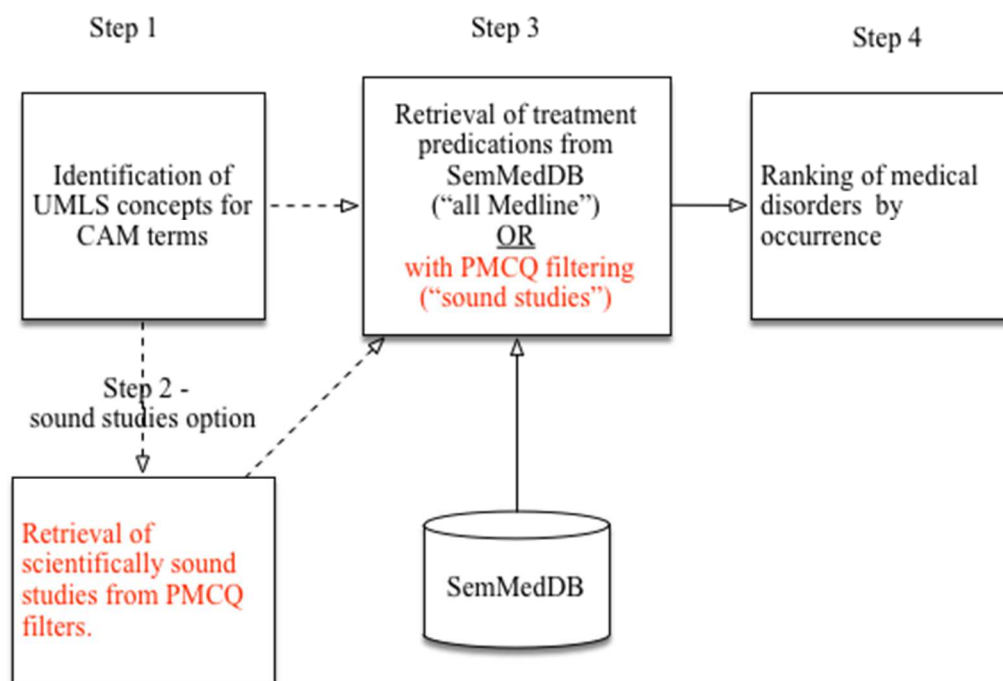 Step 1
Identification of
UMLS concepts for
CAM terms
Step 2 -
sound studies option
Retrieval of
scientifically sound
studies from PMCQ
filters.
Step 3
Retrieval of treatment
predications from
SemMedDB
(“all Medline”)
OR
with PMCQ filtering
(“sound studies”)
SemMedDB
Step 4
Ranking of medical
disorders by
occurrence